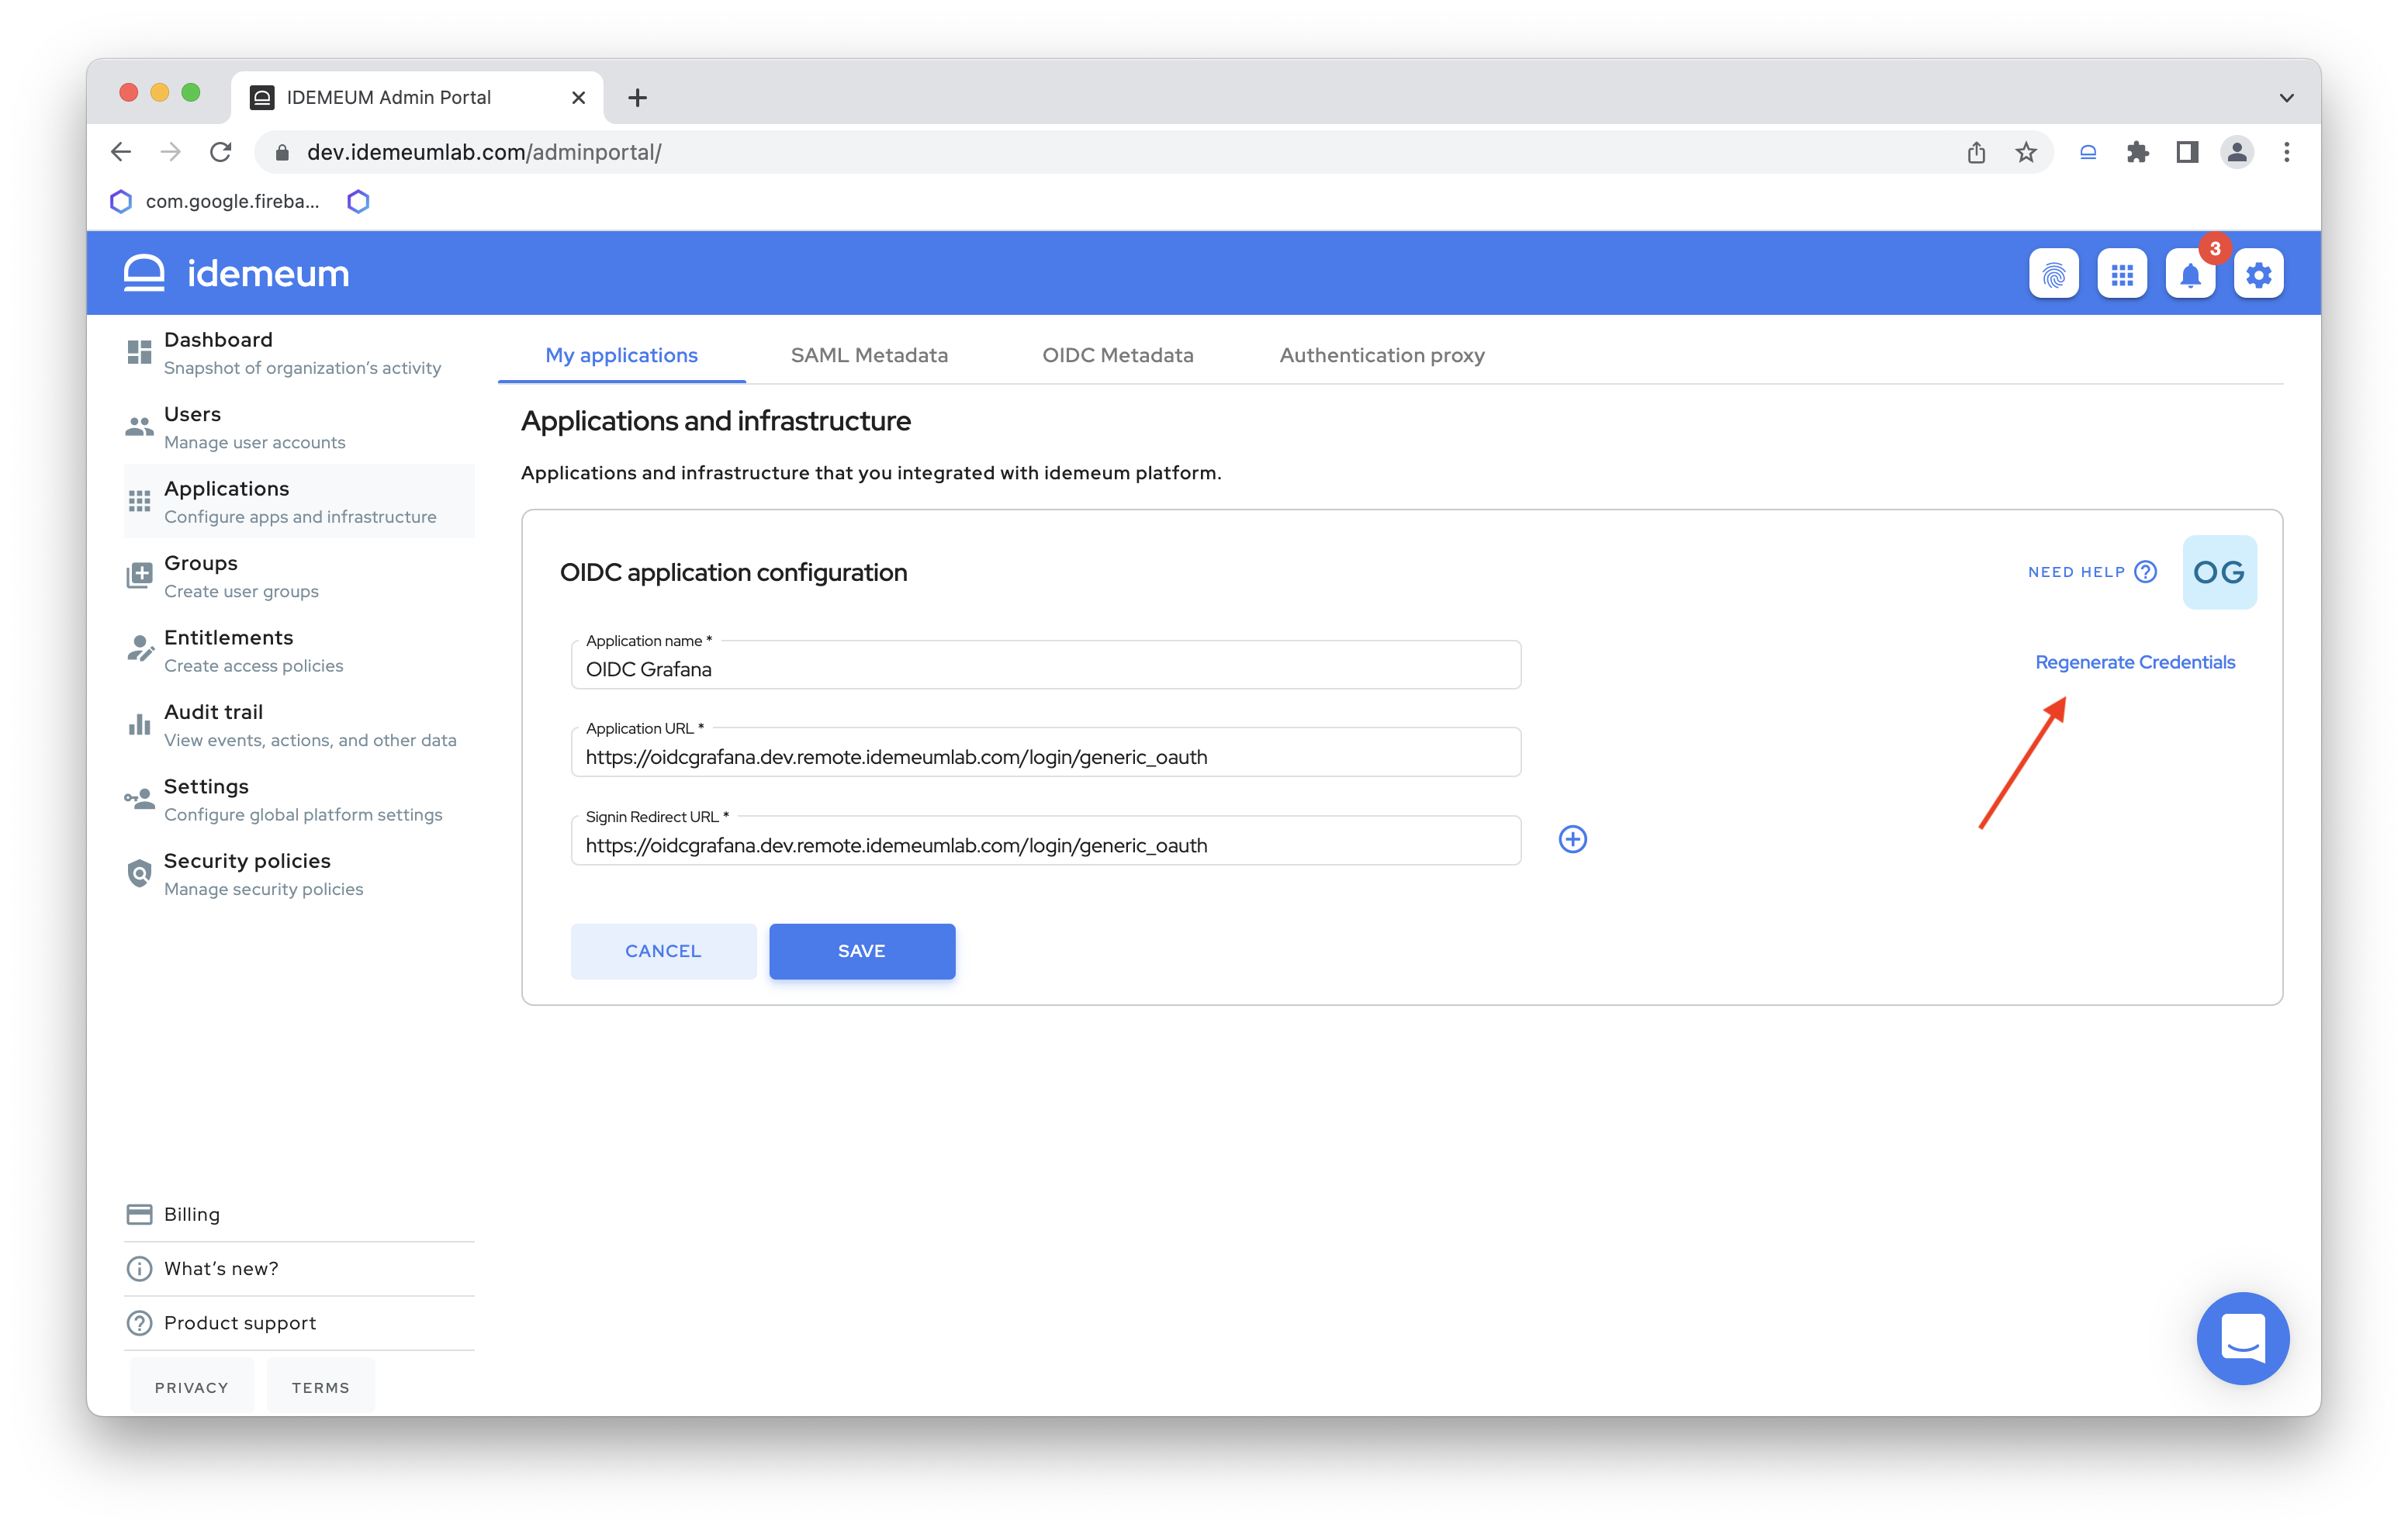 IDEMEUM Admin Portal
dev.idemeumlab.com/adminportal/
com.google.fireba...
idemeum
3
Dashboard
Snapshot of organization's activity
Users
Manage user accounts
Applications
Configure apps and infrastructure
Groups
Create user groups
Entitlements
Create access policies
Audit trail
View events, actions, and other data
Settings
Configure global platform settings
Security policies
Manage security policies
Billing
What's new?
Product support
PRIVACY TERMS
My applications SAML Metadata OIDC Metadata Authentication proxy
Applications and infrastructure
Applications and infrastructure that you integrated with idemeum platform.
OIDC application configuration
NEED HELP
OG
Regenerate Credentials
Application name *
OIDC Grafana
Application URL *
https://oidcgrafana.dev.remote.idemeumlab.com/login/generic_oauth
Signin Redirect URL *
https://oidcgrafana.dev.remote.idemeumlab.com/login/generic_oauth
CANCEL SAVE